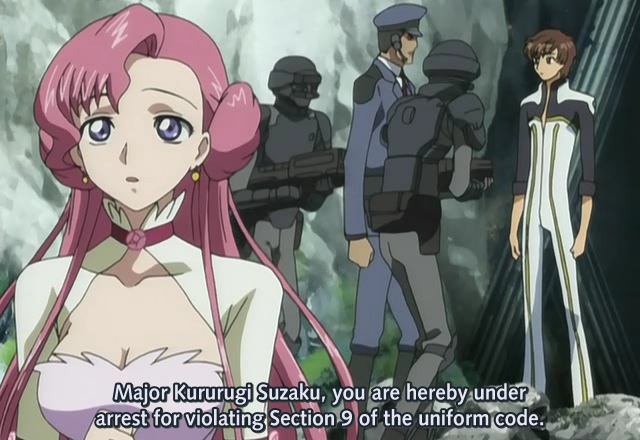 Major Kururugi Suzaku, you are hereby under
arrest for violating Section 9 of the uniform code.